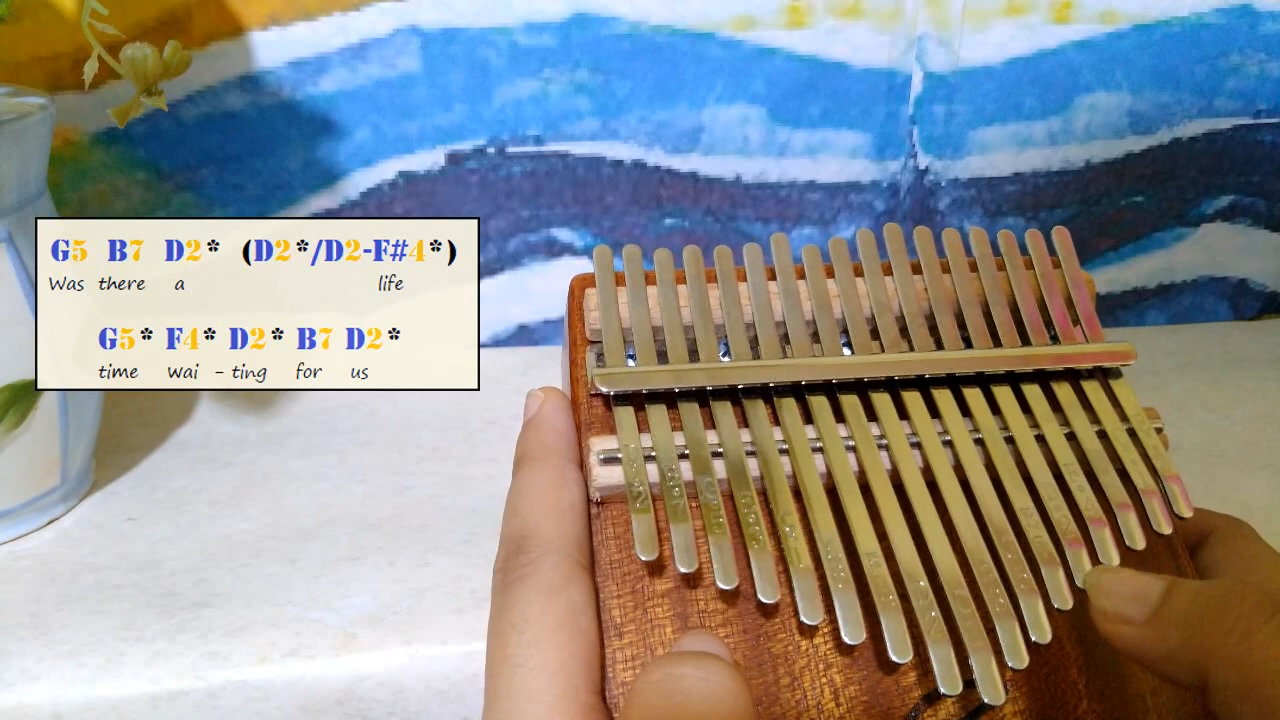 G5 B7 D2* (D2*/D2-F#4*)
Was there a life
G5* F4* D2* B7 D2*
time wai - ting for us